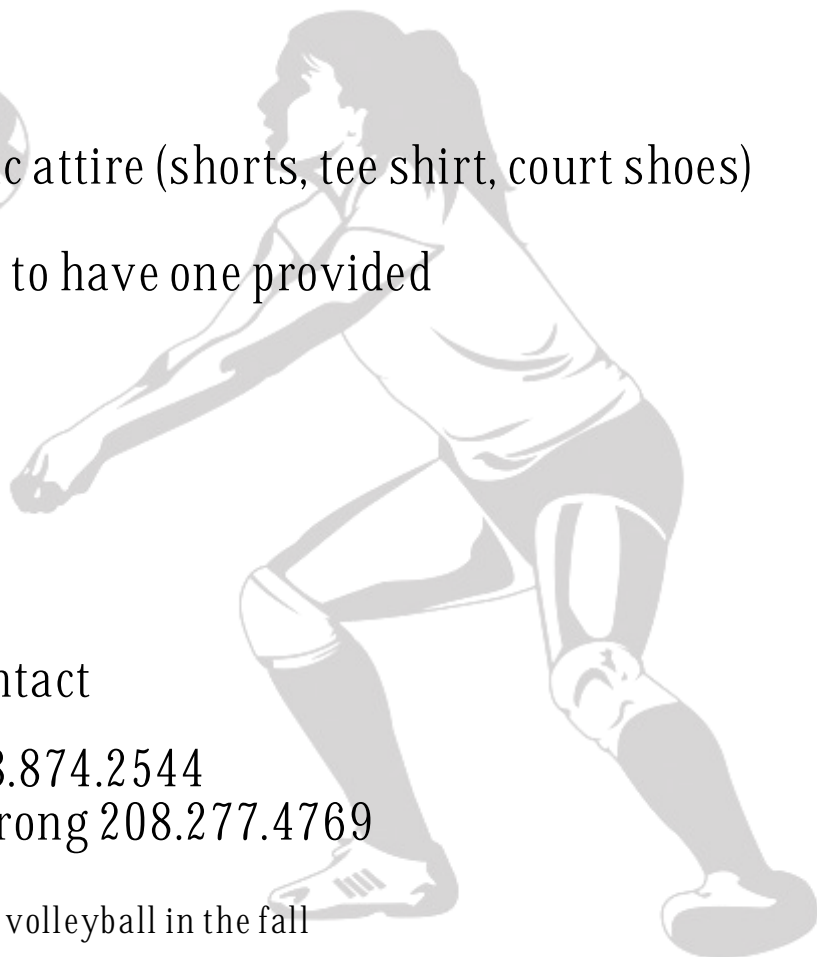 c attire (shorts, tee shirt, court shoes)
to have one provided
ntact
8.874.2544
rong 208.277.4769
volleyball in the fall